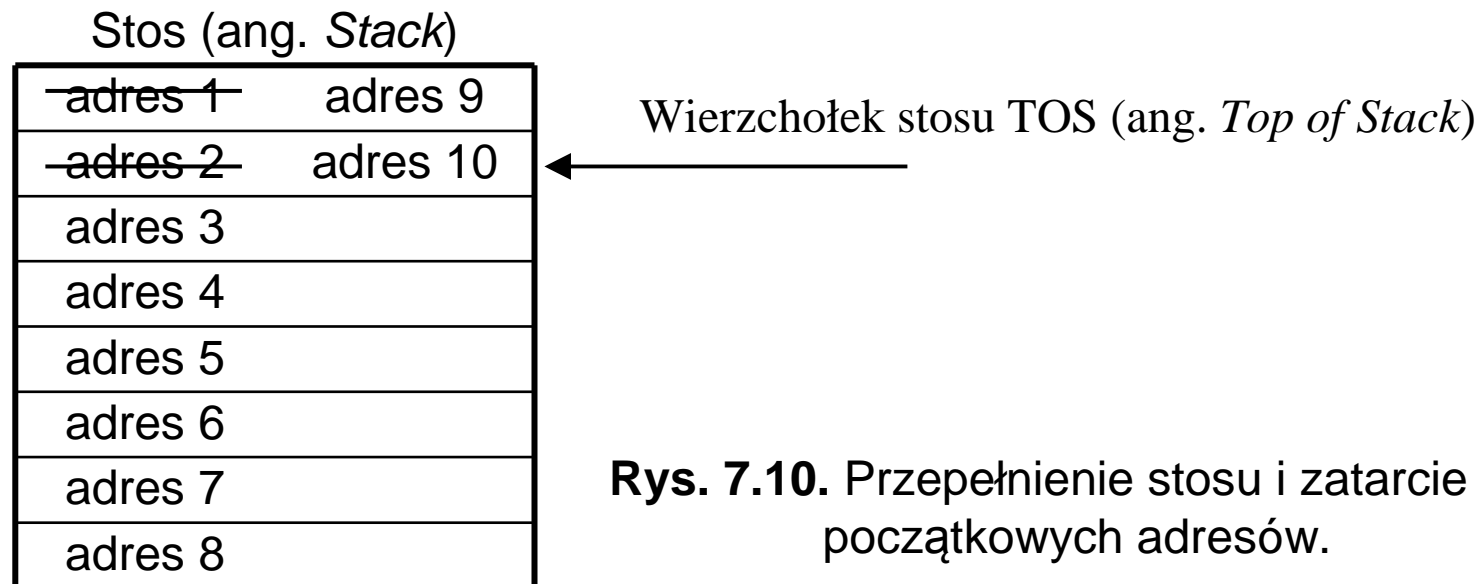 Stos (ang. Stack)
adres 1 adres 9
Wierzchołek stosu TOS (ang. Top of Stack)
adres 2 adres 10
adres 3
adres 4
adres 5
adres 6
adres 7
adres 8
Rys. 7.10. Przepełnienie stosu i zatarcie
początkowych adresów.